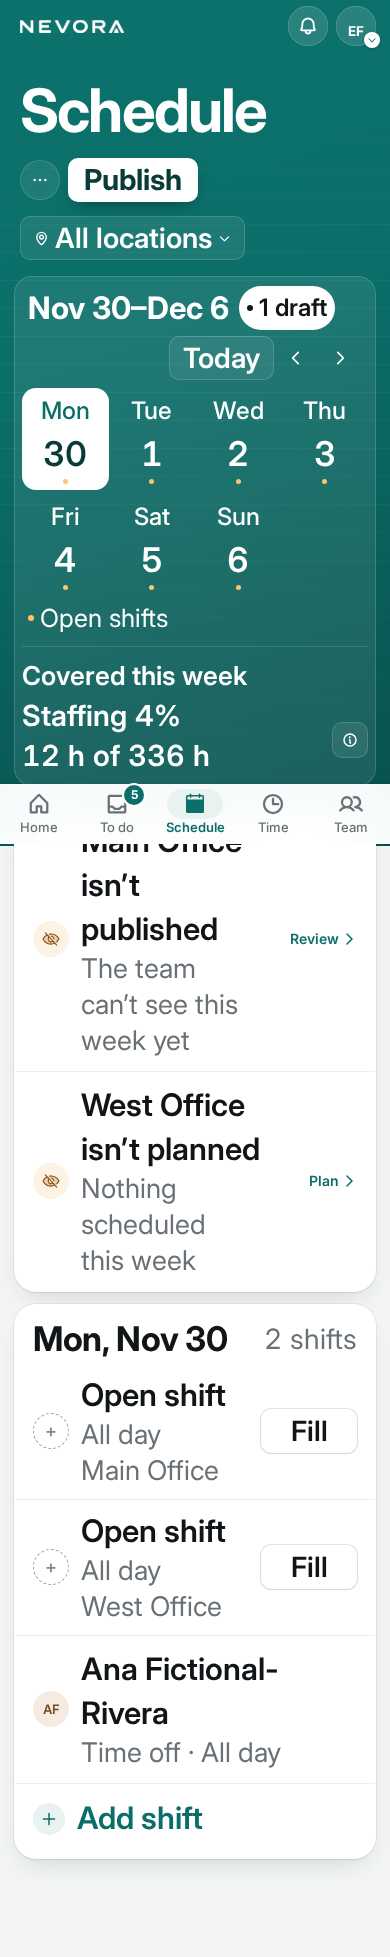 NEVORA
EF
Schedule
Publish
All locations
Nov 30–Dec 6
• 1 draft
Today
Mon
Tue
Wed
Thu
30
1
2
3
Fri
Sat
Sun
4
5
6
Open shifts
Covered this week
Staffing 4%
12 h of 336 h
5
Home
To do
Schedule
Time
Team
Main Office
isn’t
published
Review
The team
can’t see this
week yet
West Office
isn’t planned
Plan
Nothing
scheduled
this week
Mon, Nov 30
2 shifts
Open shift
All day
Fill
Main Office
Open shift
All day
Fill
West Office
AF
Ana Fictional-
Rivera
Time off · All day
Add shift